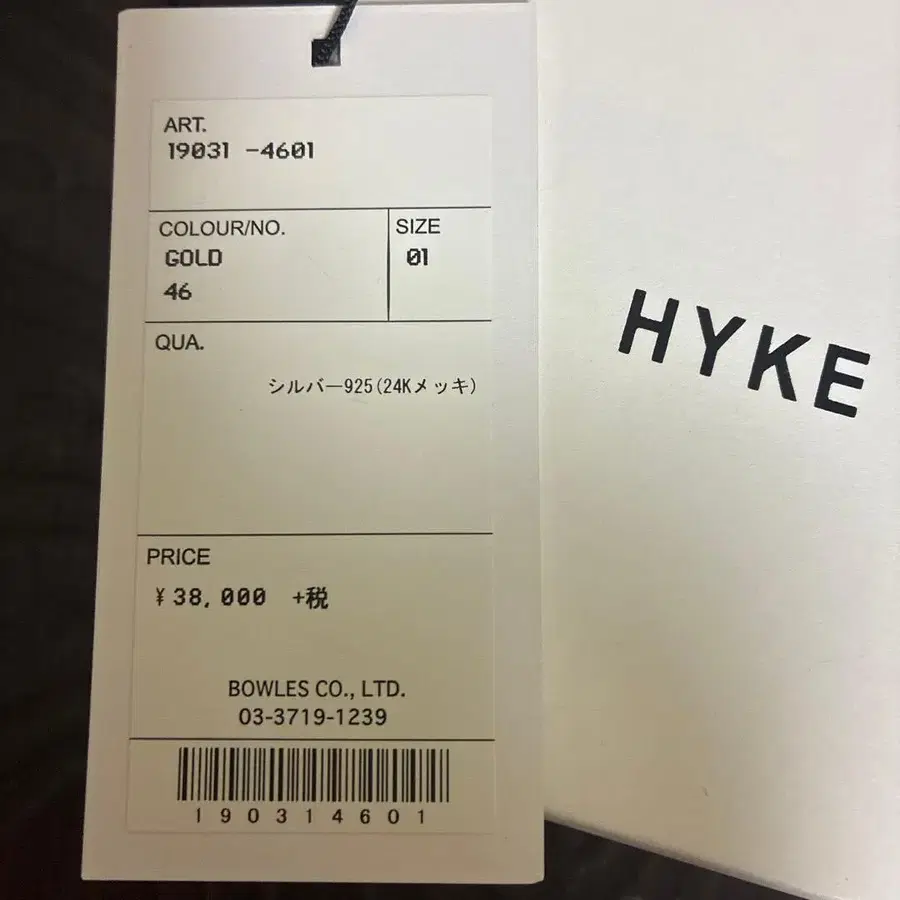 ART.
19031 -4601
COLOUR/NO.
GOLD
46
SIZE
01
QUA.
シルバー925(24Kメッキ)
PRICE
¥38,000 +税
BOWLES CO., LTD.
03-3719-1239
190314601
HYKE